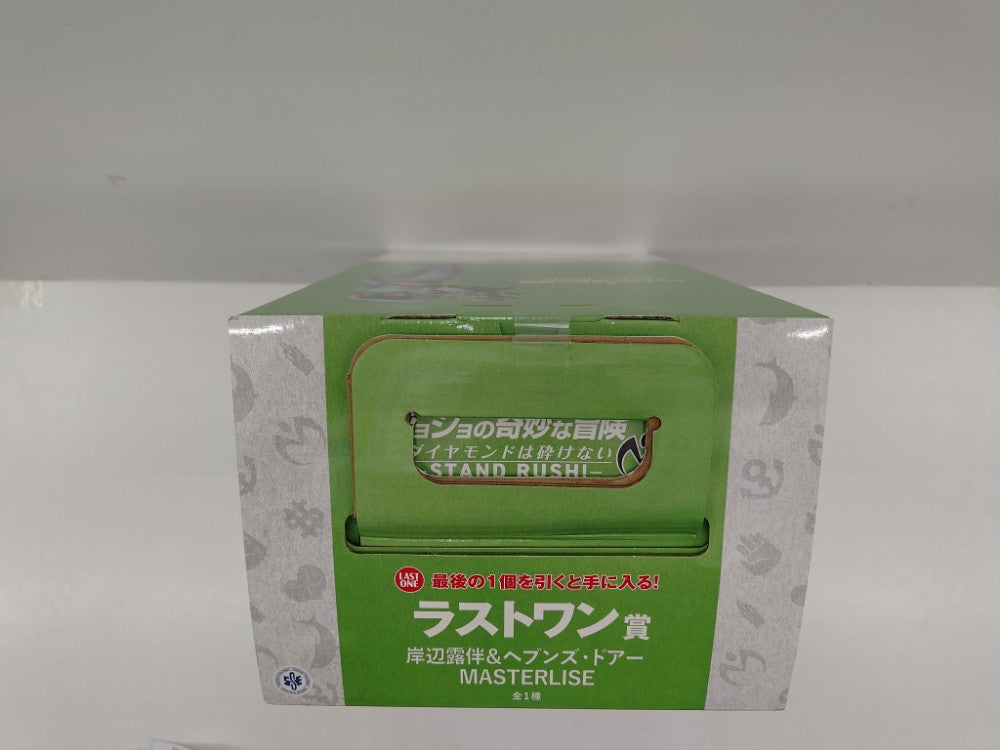 ョジョの奇妙な冒険
ダイヤモンドは砕けない
STAND RUSH!
LAST ONE 最後の1個を引くと手に入る!
ラストワン賞
岸辺露伴&ヘブンズ・ドアー
MASTERLISE
全1種